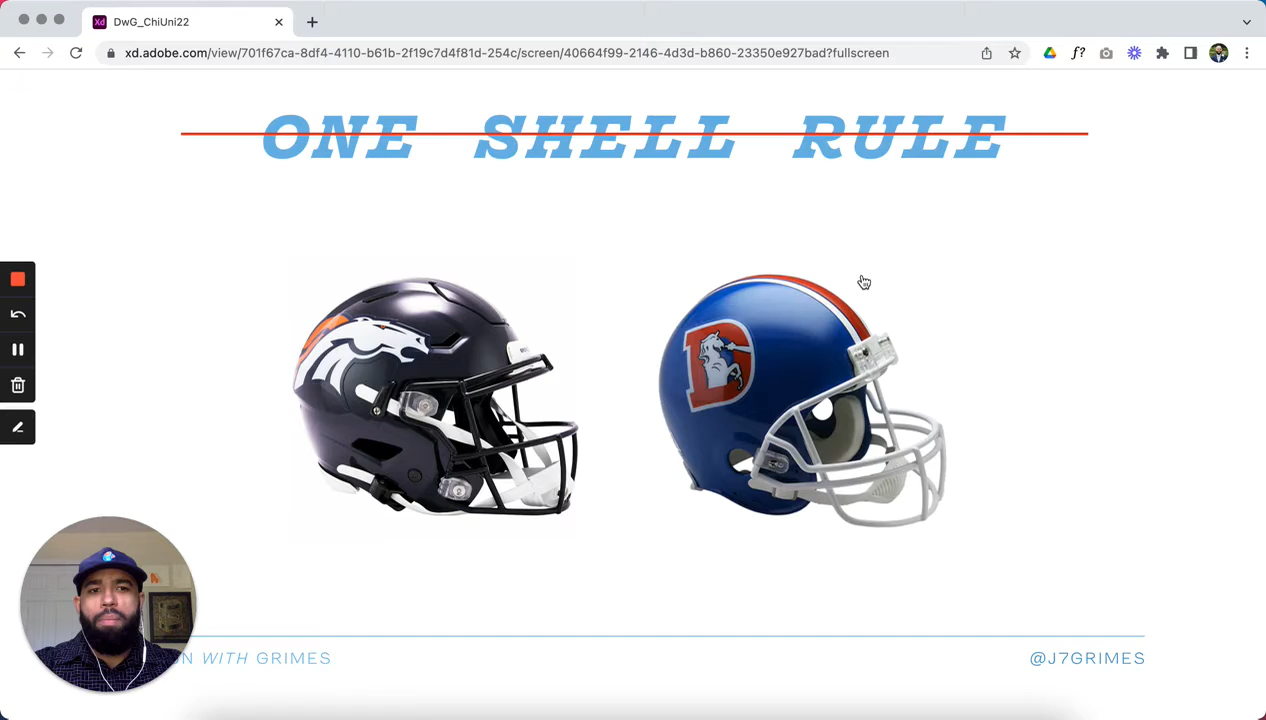 DwG_ChiUni22
xd.adobe.com/view/701f67ca-8df4-4110-b61b-2f19c7d4f81d-254c/screen/40664f99-2146-4d3d-b860-23350e927bad?fullscreen
ONE SHELL RULE
WITH GRIMES
@J7GRIMES